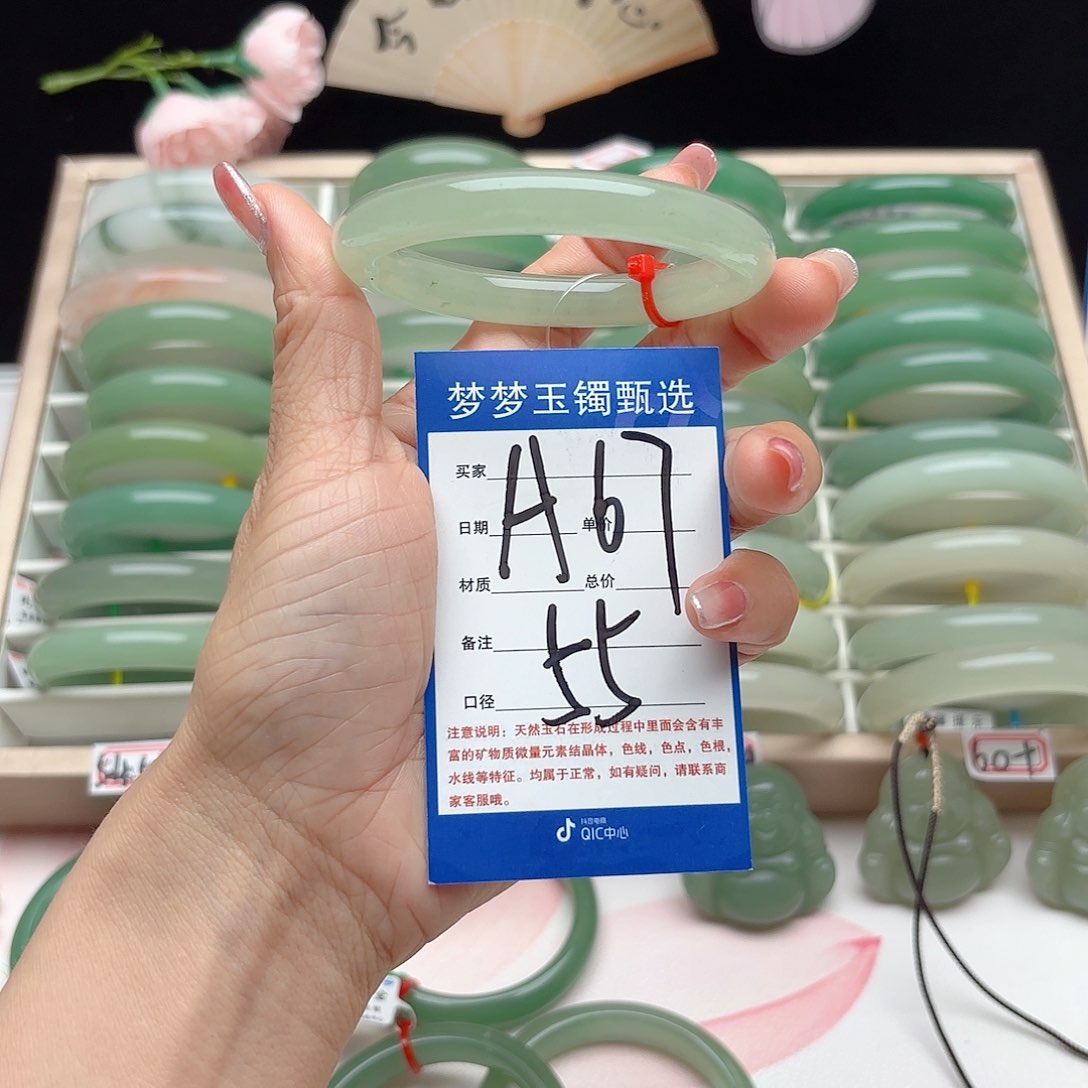 梦梦玉镯甄选
买家
A67
日期 单价
材质 总价
备注
55
口径
注意说明：天然玉石在形成过程中里面会含有丰
富的矿物质微量元素结晶体，色线，色点，色根，
水线等特征。均属于正常，如有疑问，请联系商
家客服哦。
抖音电商
QIC中心
60+